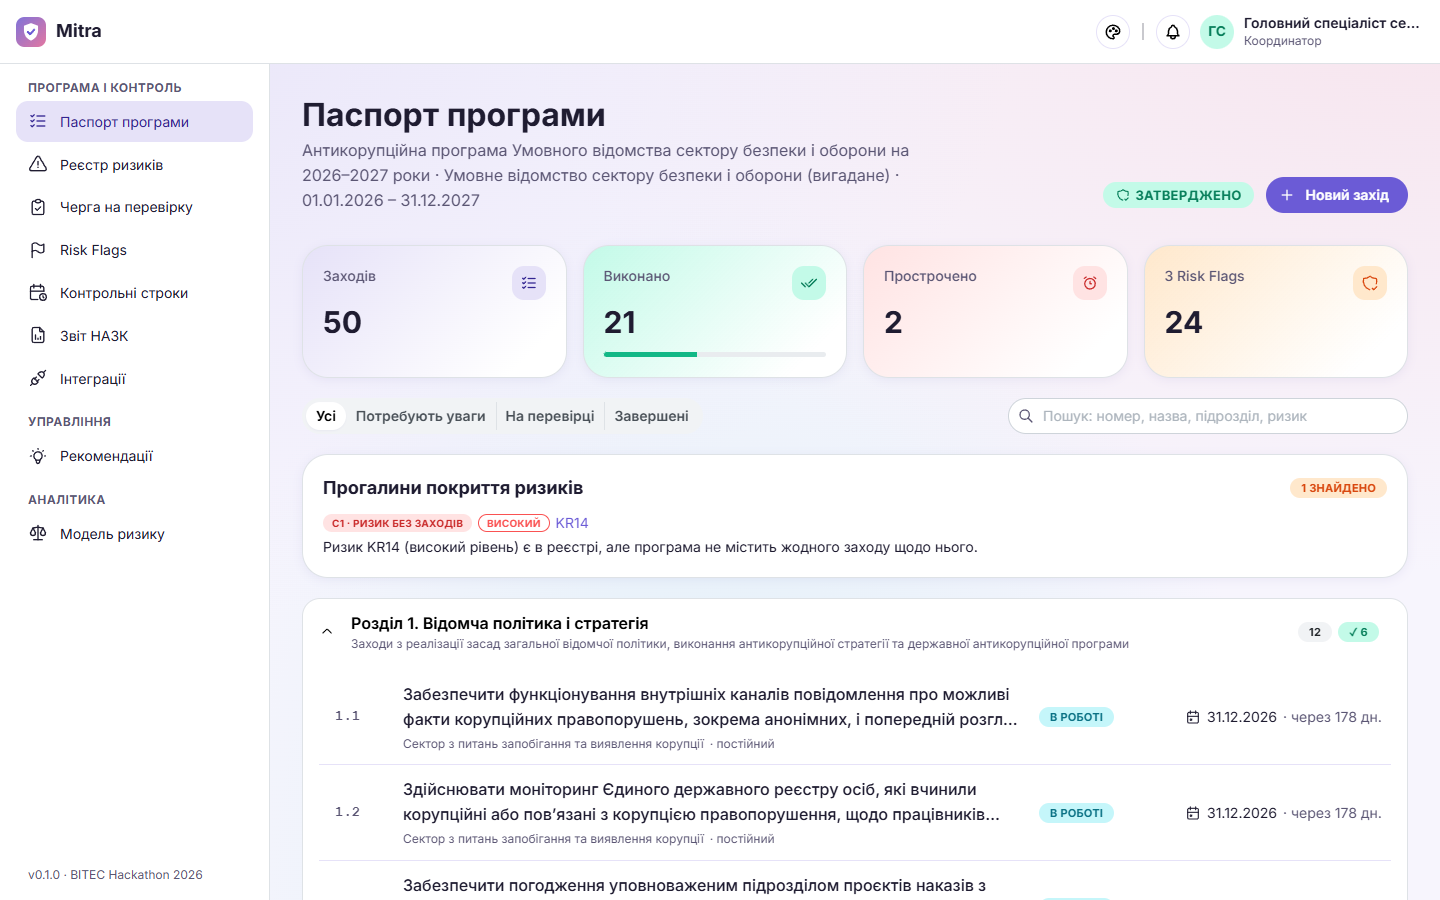 Mitra
ГС
Головний спеціаліст се...
Координатор
ПРОГРАМА І КОНТРОЛЬ
Паспорт програми
Реєстр ризиків
Черга на перевірку
Risk Flags
Контрольні строки
Звіт НАЗК
Інтеграції
УПРАВЛІННЯ
Рекомендації
АНАЛІТИКА
Модель ризику
v0.1.0 · BITEC Hackathon 2026
Паспорт програми
Антикорупційна програма Умовного відомства сектору безпеки і оборони на
2026–2027 роки · Умовне відомство сектору безпеки і оборони (вигадане) ·
01.01.2026 – 31.12.2027
ЗАТВЕРДЖЕНО
+ Новий захід
Заходів
50
Виконано
21
Прострочено
2
З Risk Flags
24
Усі
Потребують уваги
На перевірці
Завершені
Пошук: номер, назва, підрозділ, ризик
Прогалини покриття ризиків
1 ЗНАЙДЕНО
C1 · РИЗИК БЕЗ ЗАХОДІВ
ВИСОКИЙ
KR14
Ризик KR14 (високий рівень) є в реєстрі, але програма не містить жодного заходу щодо нього.
Розділ 1. Відомча політика і стратегія
Заходи з реалізації засад загальної відомчої політики, виконання антикорупційної стратегії та державної антикорупційної програми
12
✓ 6
1.1
Забезпечити функціонування внутрішніх каналів повідомлення про можливі
факти корупційних правопорушень, зокрема анонімних, і попередній розгл...
Сектор з питань запобігання та виявлення корупції · постійний
В РОБОТІ
31.12.2026 · через 178 дн.
1.2
Здійснювати моніторинг Єдиного державного реєстру осіб, які вчинили
корупційні або пов’язані з корупцією правопорушення, щодо працівників...
Сектор з питань запобігання та виявлення корупції · постійний
В РОБОТІ
31.12.2026 · через 178 дн.
Забезпечити погодження уповноваженим підрозділом проєктів наказів з